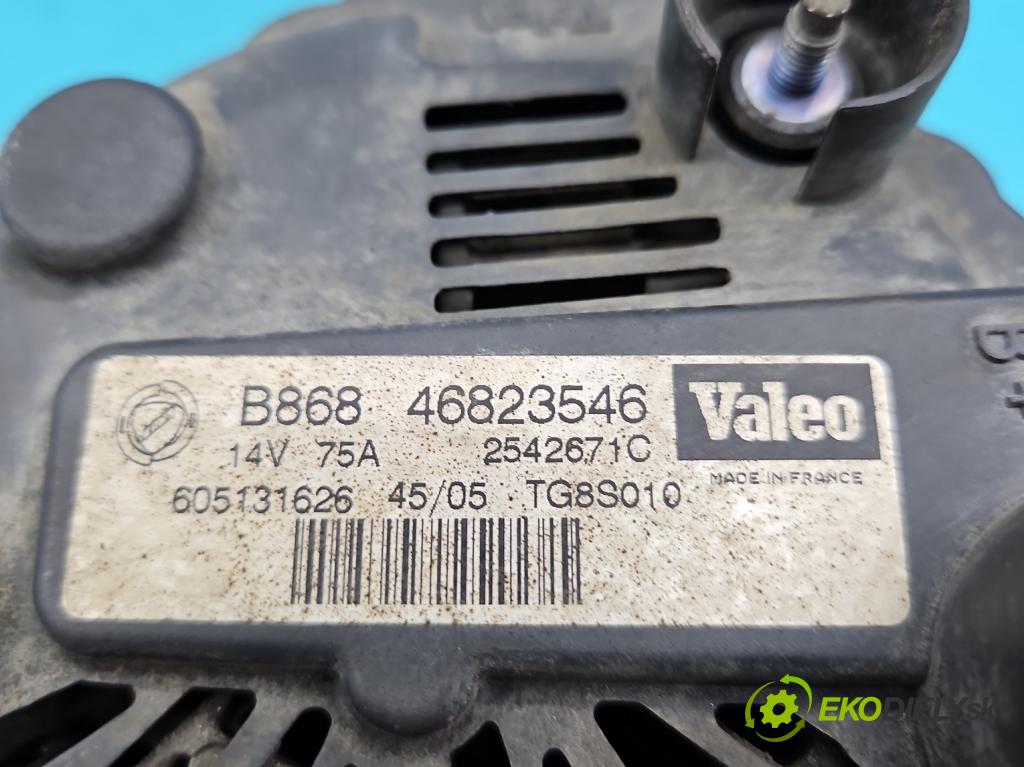 B+
B868 46823546 Valeo
14V 75A 2542671C
MADE IN FRANCE
605131626 45/05 TG8S010
EKODIELY.sk